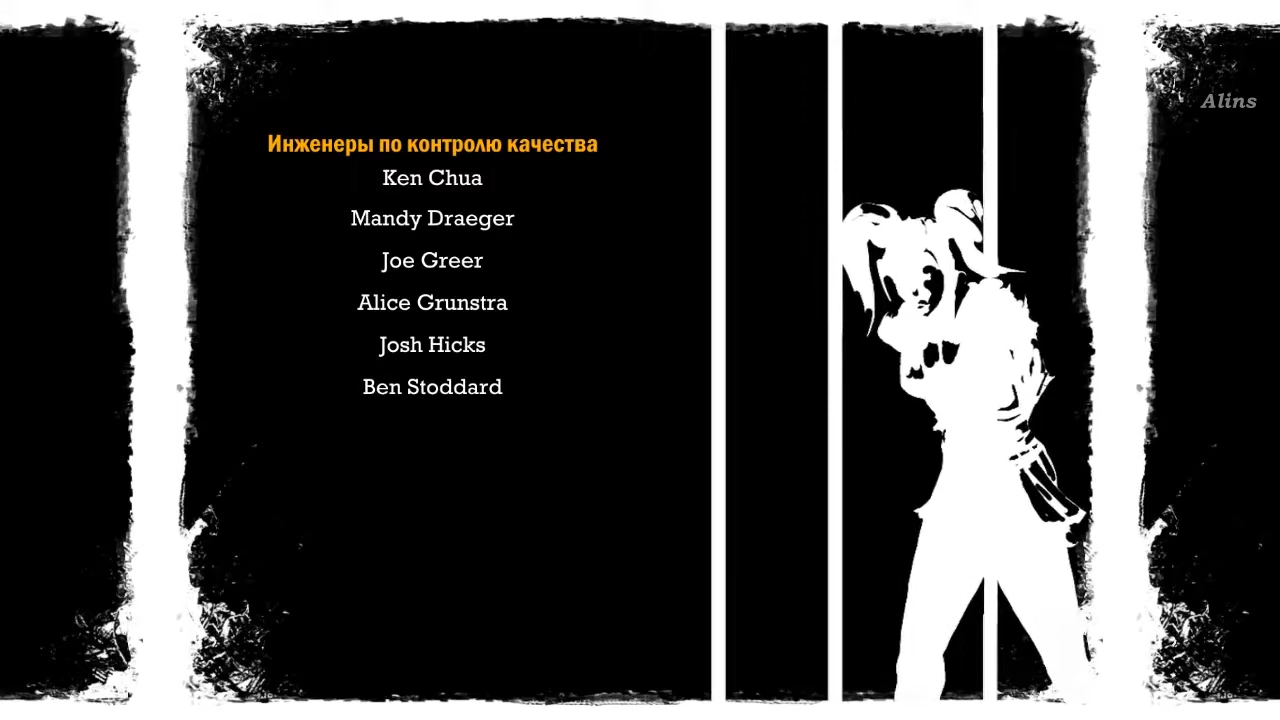 Alins
Инженеры по контролю качества
Ken Chua
Mandy Draeger
Joe Greer
Alice Grunstra
Josh Hicks
Ben Stoddard